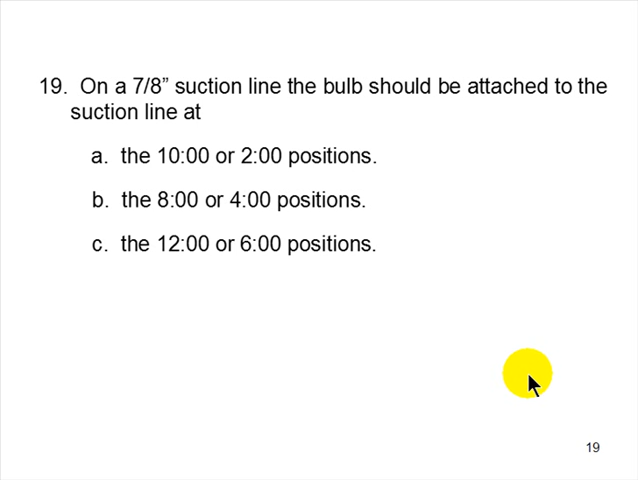 19.  On a 7/8” suction line the bulb should be attached to the
suction line at
a.  the 10:00 or 2:00 positions.
b.  the 8:00 or 4:00 positions.
c.  the 12:00 or 6:00 positions.
19